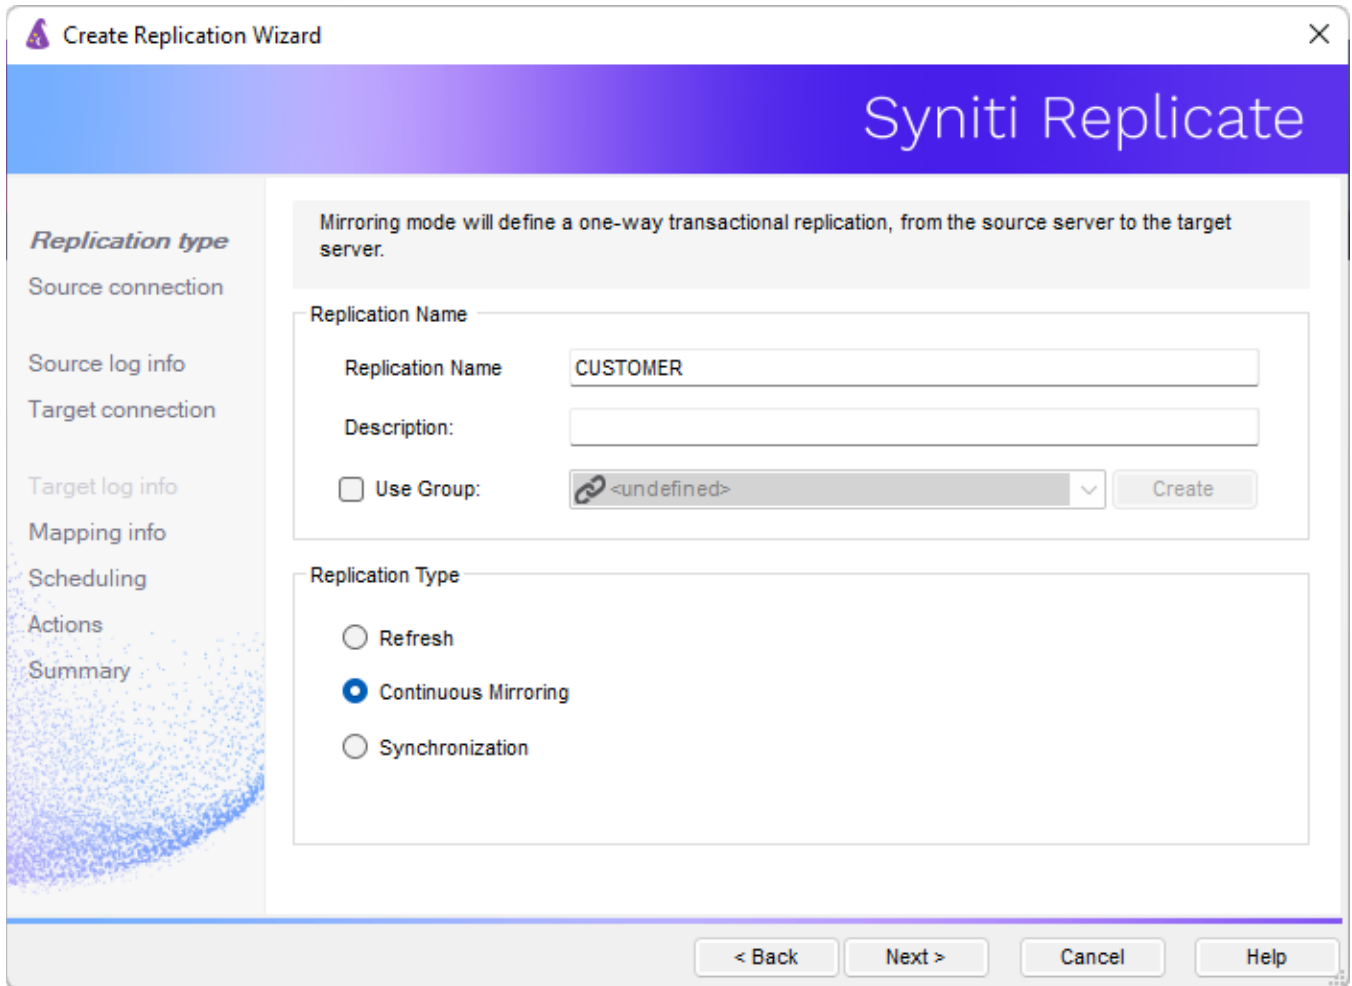 Create Replication Wizard
Syniti Replicate
Replication type
Source connection
Source log info
Target connection
Target log info
Mapping info
Scheduling
Actions
Summary
Mirroring mode will define a one-way transactional replication, from the source server to the target
server.
Replication Name
Replication Name CUSTOMER
Description:
Use Group: <undefined> Create
Replication Type
Refresh
Continuous Mirroring
Synchronization
< Back Next > Cancel Help